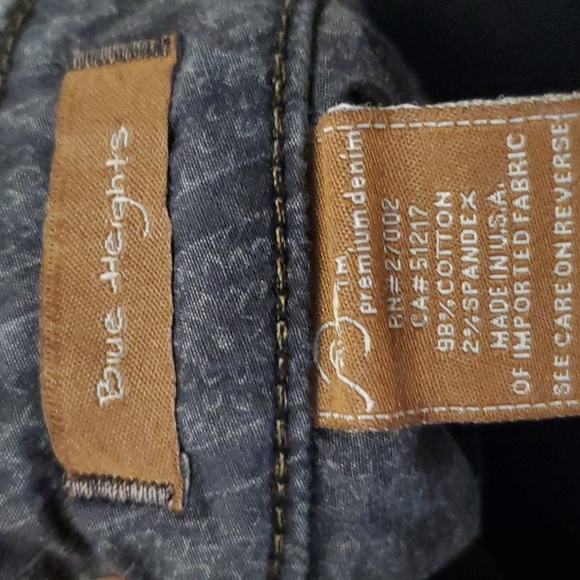 Blue Heights
TM
premium denim
RN#27002
CA#51217
98% COTTON
2% SPANDEX
MADE IN U.S.A.
OF IMPORTED FABRIC
SEE CARE ON REVERSE